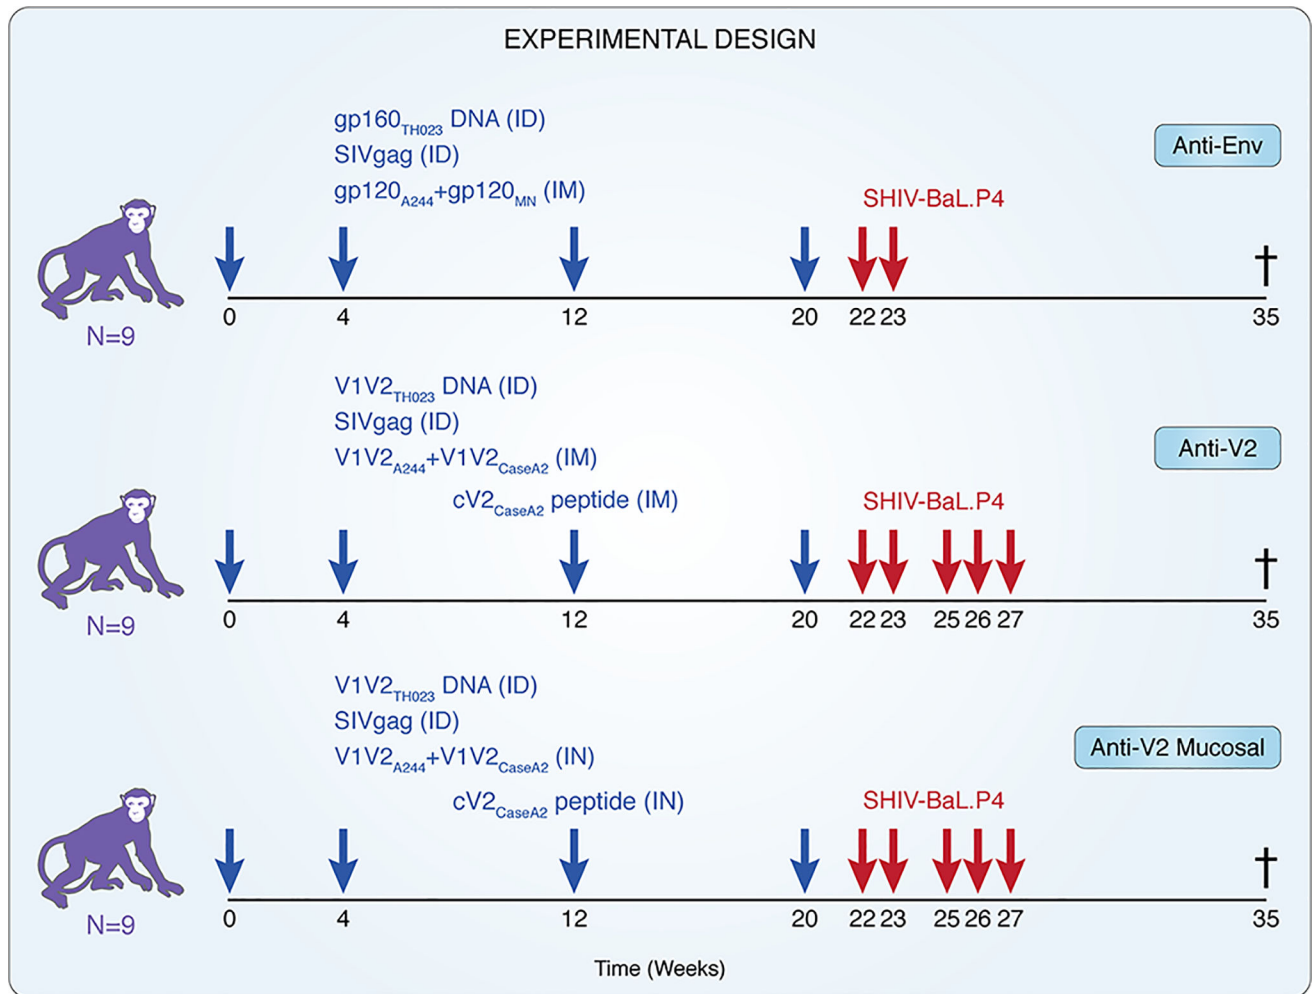 EXPERIMENTAL DESIGN
gp160TH023 DNA (ID)
SIVgag (ID)
gp120A244+gp120MN (IM)
Anti-Env
SHIV-BaL.P4
N=9
0 4 12 20 22 23 35
V1V2TH023 DNA (ID)
SIVgag (ID)
V1V2A244+V1V2CaseA2 (IM)
cV2CaseA2 peptide (IM)
Anti-V2
SHIV-BaL.P4
N=9
0 4 12 20 22 23 25 26 27 35
V1V2TH023 DNA (ID)
SIVgag (ID)
V1V2A244+V1V2CaseA2 (IN)
cV2CaseA2 peptide (IN)
Anti-V2 Mucosal
SHIV-BaL.P4
N=9
0 4 12 20 22 23 25 26 27 35
Time (Weeks)